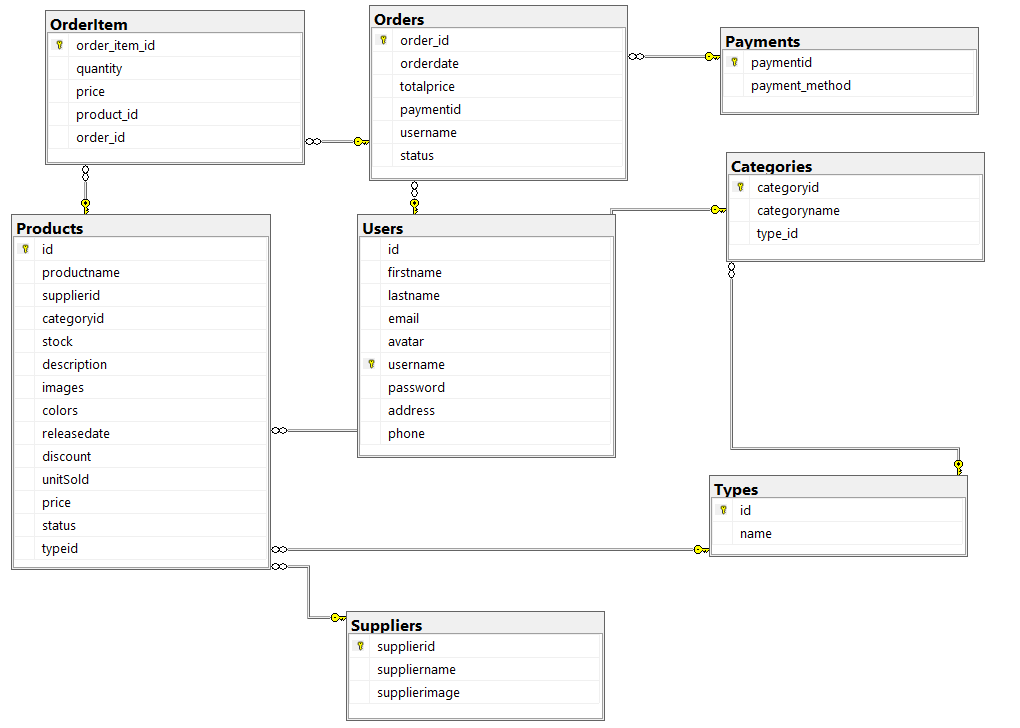 OrderItem
order_item_id
quantity
price
product_id
order_id
Orders
order_id
orderdate
totalprice
paymentid
username
status
Payments
paymentid
payment_method
Categories
categoryid
categoryname
type_id
Products
id
productname
supplierid
categoryid
stock
description
images
colors
releasedate
discount
unitSold
price
status
typeid
Users
id
firstname
lastname
email
avatar
username
password
address
phone
Types
id
name
Suppliers
supplierid
suppliername
supplierimage